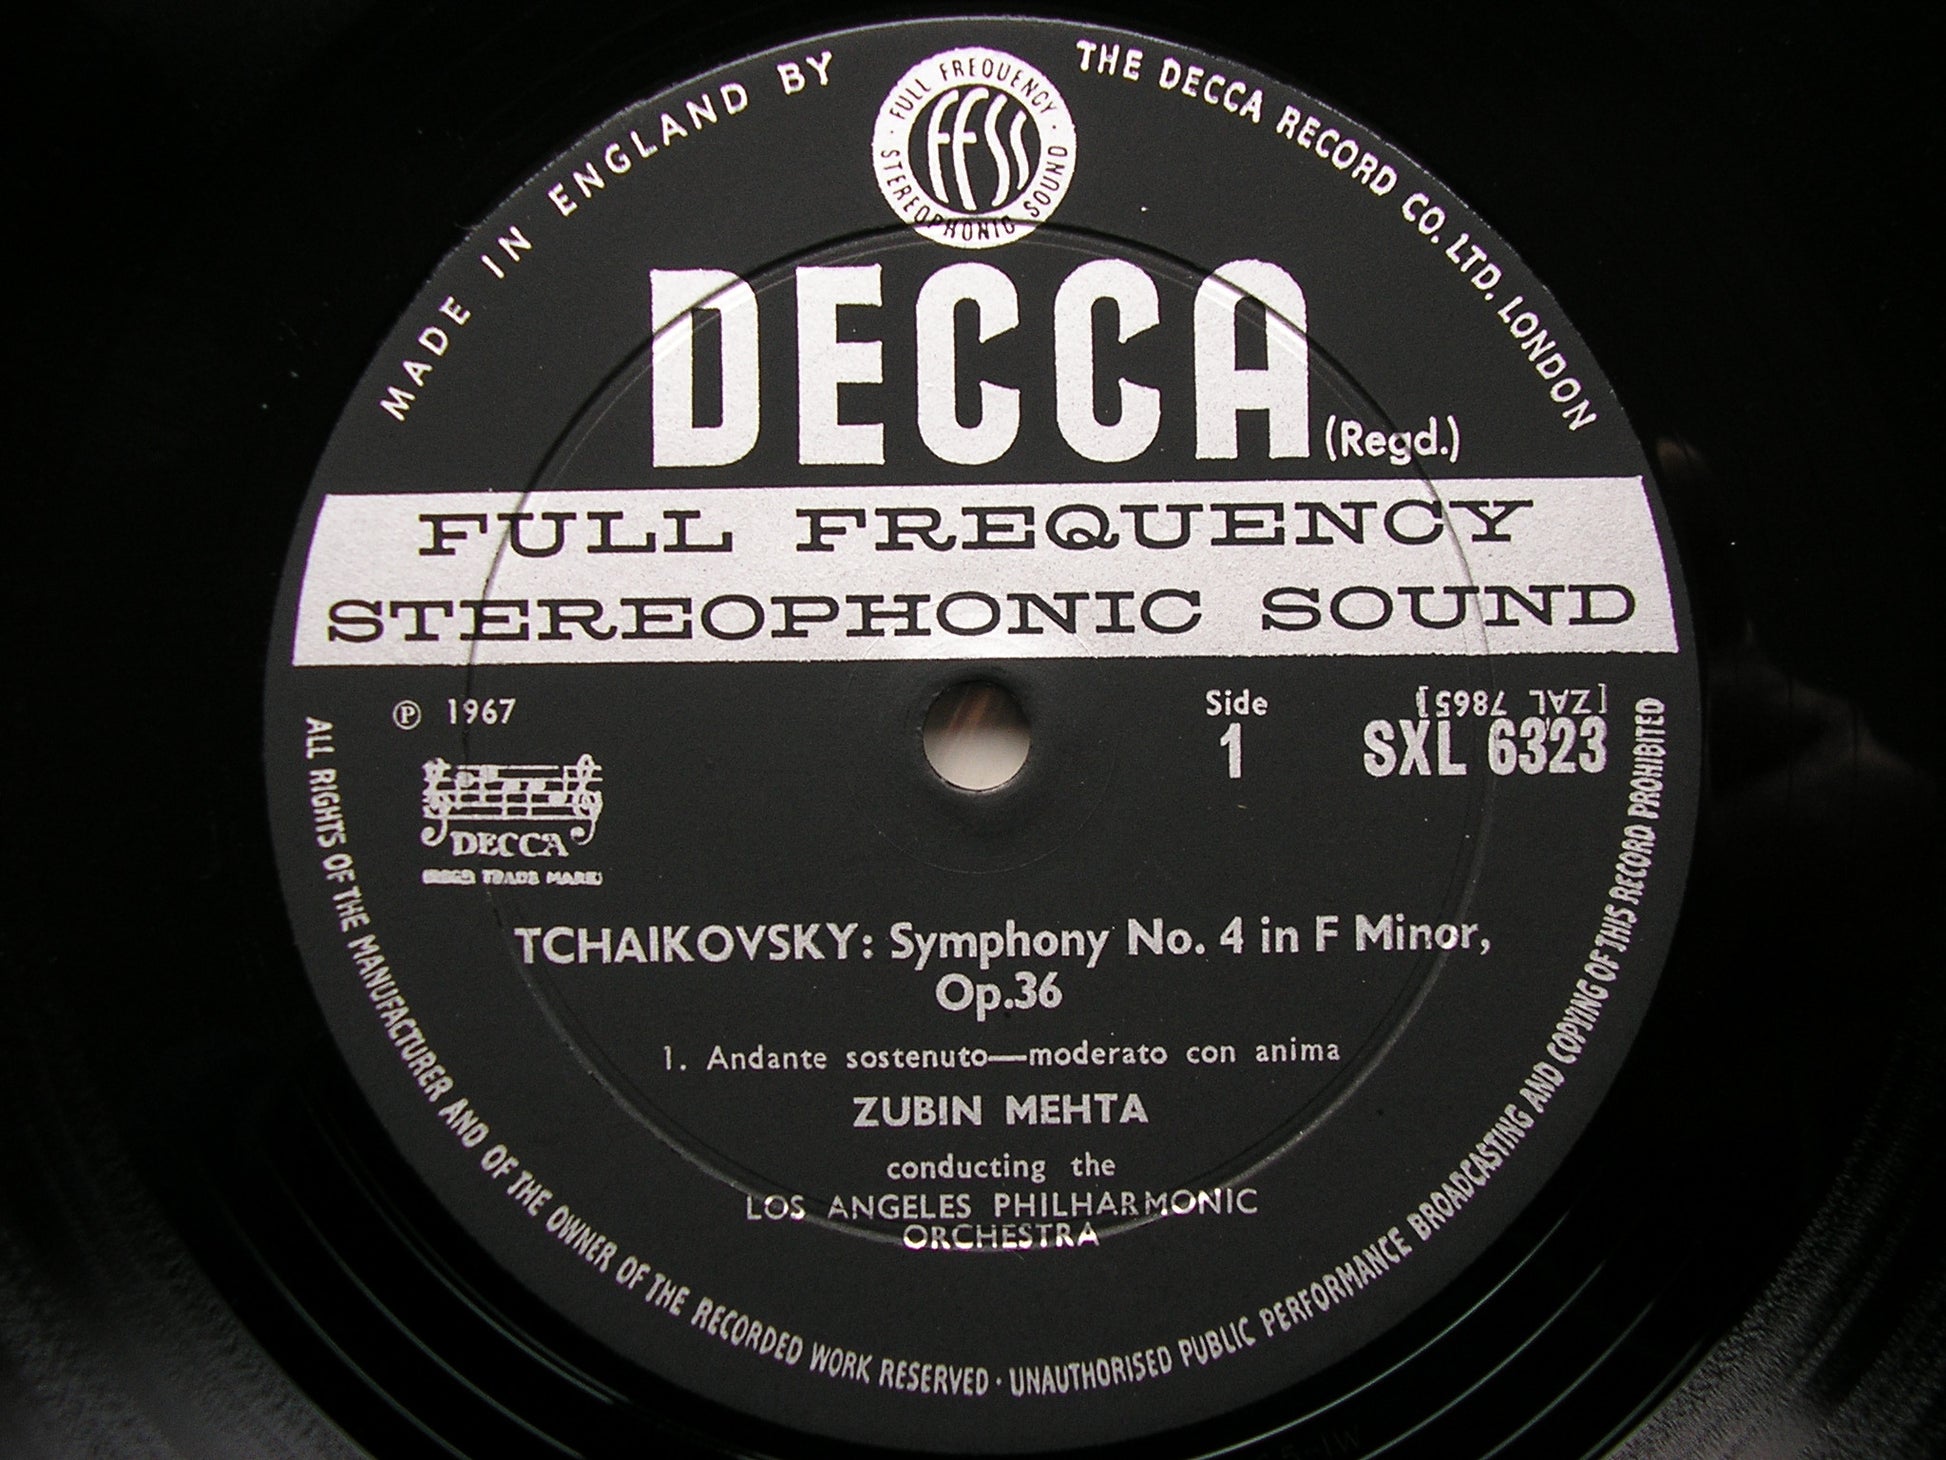 MADE IN ENGLAND BY
THE DECCA RECORD CO. LTD. LONDON
FULL FREQUENCY
FFSS
STEREOPHONIC SOUND
DECCA
(Regd.)
FULL FREQUENCY
STEREOPHONIC SOUND
Ⓟ 1967
Side
1
[ZAL 7865]
SXL 6323
DECCA
TRADE MARK
TCHAIKOVSKY: Symphony No. 4 in F Minor,
Op.36
1. Andante sostenuto—moderato con anima
ZUBIN MEHTA
conducting the
LOS ANGELES PHILHARMONIC
ORCHESTRA
ALL RIGHTS OF THE MANUFACTURER AND OF THE OWNER OF THE RECORDED WORK RESERVED · UNAUTHORISED PUBLIC PERFORMANCE BROADCASTING AND COPYING OF THIS RECORD PROHIBITED